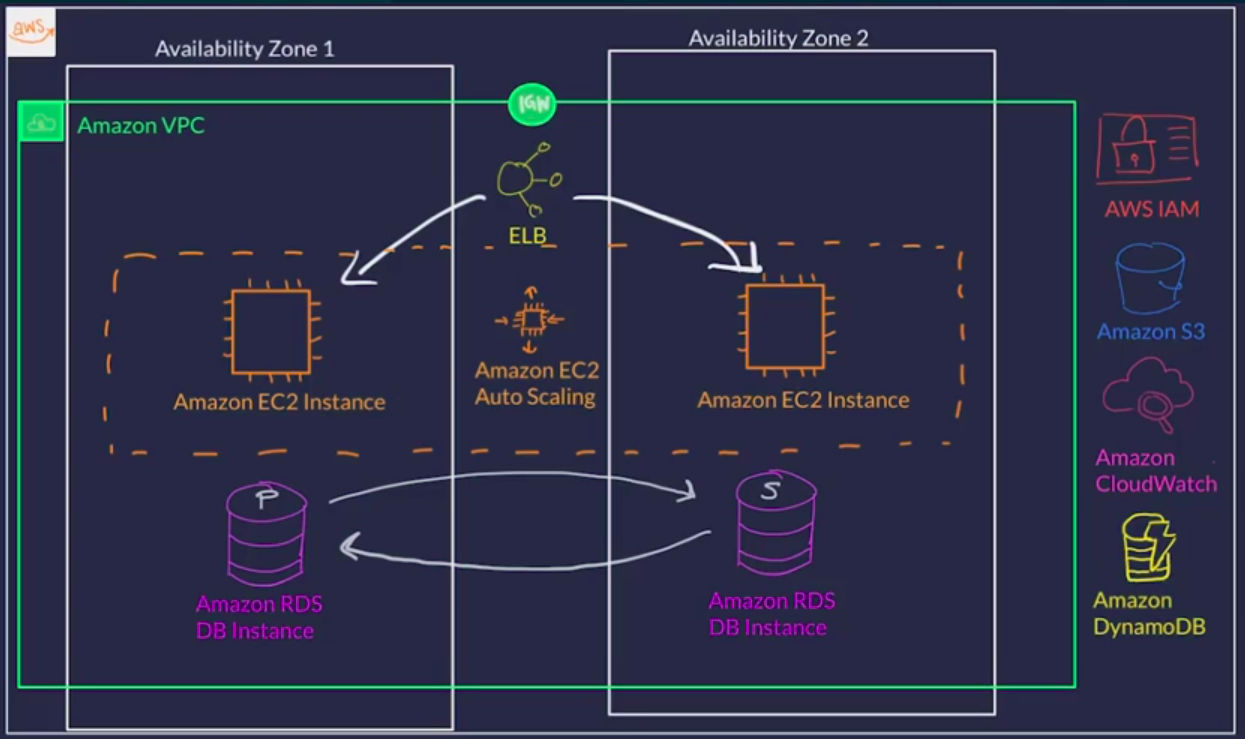 aws
Availability Zone 1
Availability Zone 2
IGW
Amazon VPC
ELB
AWS IAM
Amazon S3
Amazon EC2
Auto Scaling
Amazon EC2 Instance
Amazon EC2 Instance
Amazon
CloudWatch
P
S
Amazon RDS
DB Instance
Amazon RDS
DB Instance
Amazon
DynamoDB